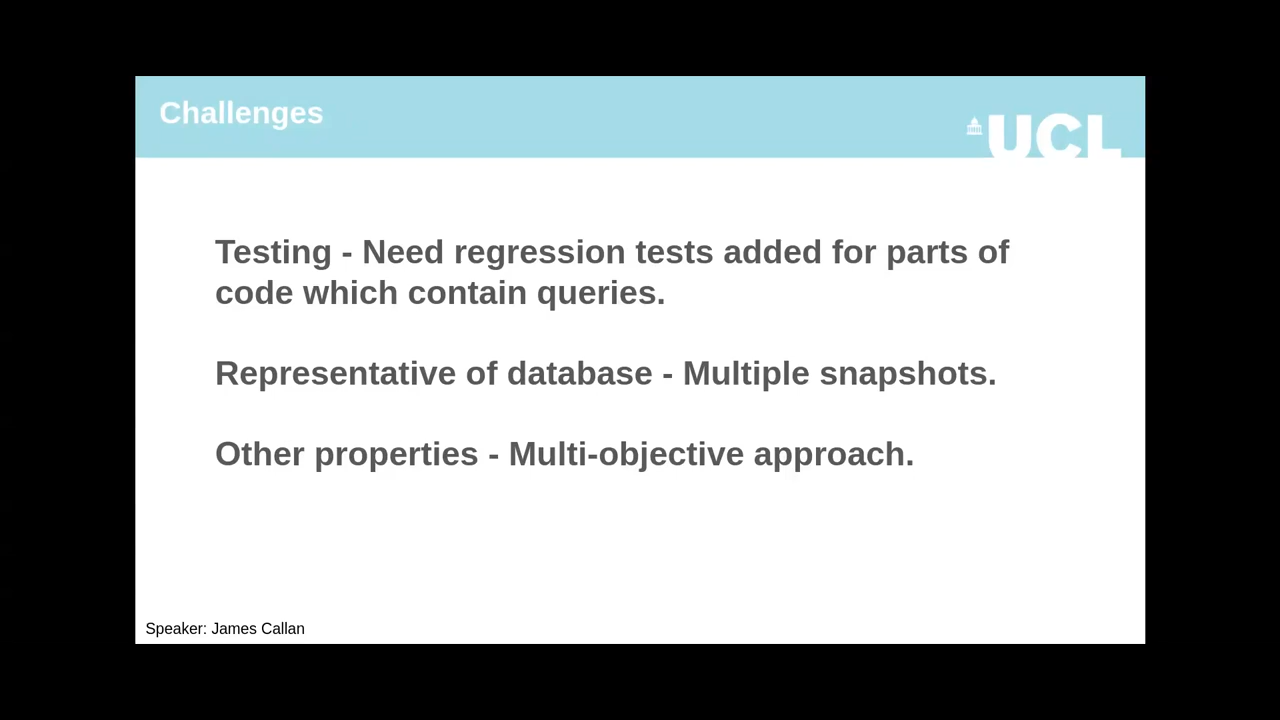 Challenges
UCL
Testing - Need regression tests added for parts of
code which contain queries.
Representative of database - Multiple snapshots.
Other properties - Multi-objective approach.
Speaker: James Callan